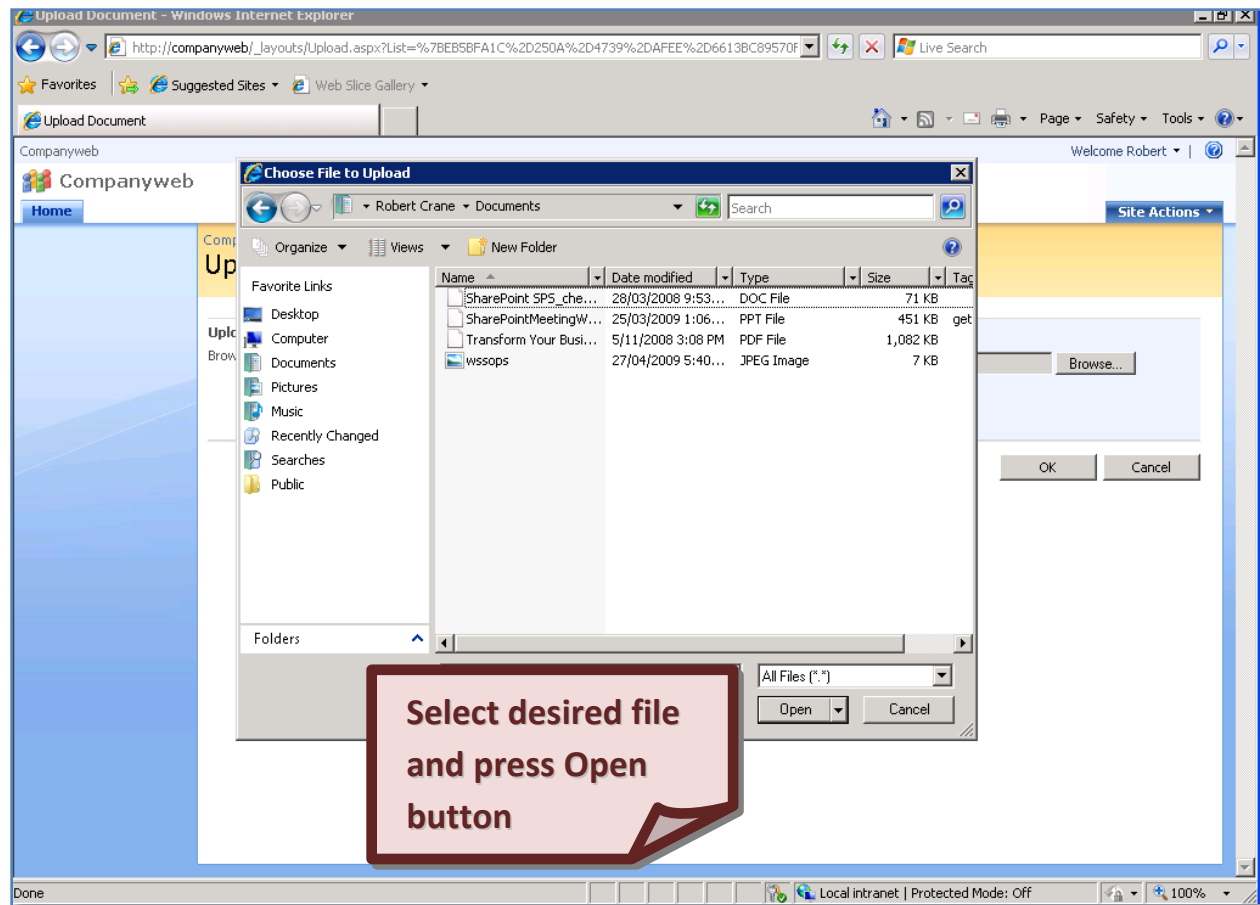 Upload Document - Windows Internet Explorer
http://companyweb/_layouts/Upload.aspx?List=%7BEB5BFA1C%2D250A%2D4739%2DAFEE%2D6613BC89570F
Live Search
Favorites Suggested Sites Web Slice Gallery
Upload Document
Page Safety Tools
Companyweb
Welcome Robert |
Companyweb
Home
Site Actions
Choose File to Upload
Robert Crane Documents
Search
Organize Views New Folder
Up
Favorite Links
Name Date modified Type Size Tag
Desktop
Computer
Documents
Pictures
Music
Recently Changed
Searches
Public
SharePoint SPS_che... 28/03/2008 9:53... DOC File 71 KB
SharePointMeetingW... 25/03/2009 1:06... PPT File 451 KB get
Transform Your Busi... 5/11/2008 3:08 PM PDF File 1,082 KB
wssops 27/04/2009 5:40... JPEG Image 7 KB
Browse...
OK Cancel
Folders
All Files (*.*)
Open Cancel
Select desired file
and press Open
button
Done
Local intranet | Protected Mode: Off
100%